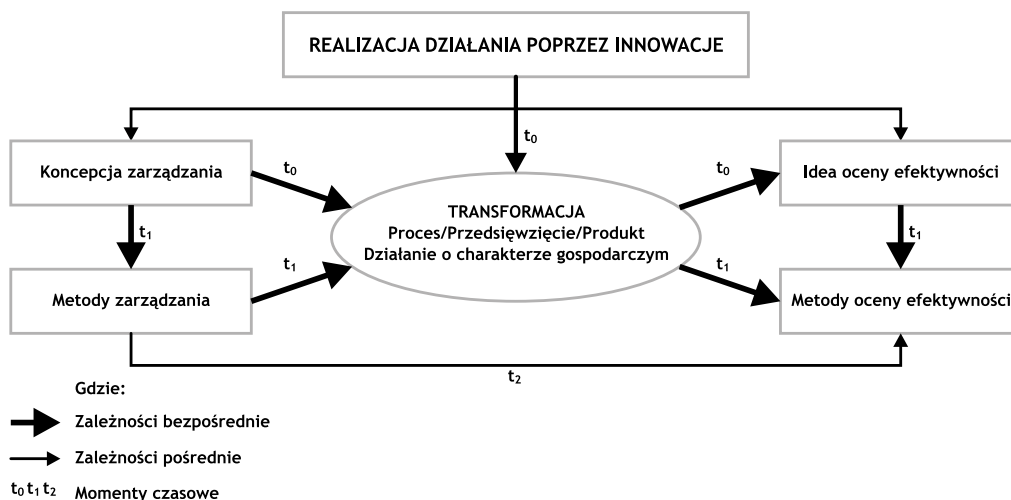 REALIZACJA DZIAŁANIA POPRZEZ INNOWACJE
t₀
Koncepcja zarządzania
t₀
t₀
Idea oceny efektywności
TRANSFORMACJA
Proces/Przedsięwzięcie/Produkt
Działanie o charakterze gospodarczym
t₁
t₁
t₁
t₁
Metody zarządzania
Metody oceny efektywności
t₂
Gdzie:
Zależności bezpośrednie
Zależności pośrednie
t₀ t₁ t₂ Momenty czasowe